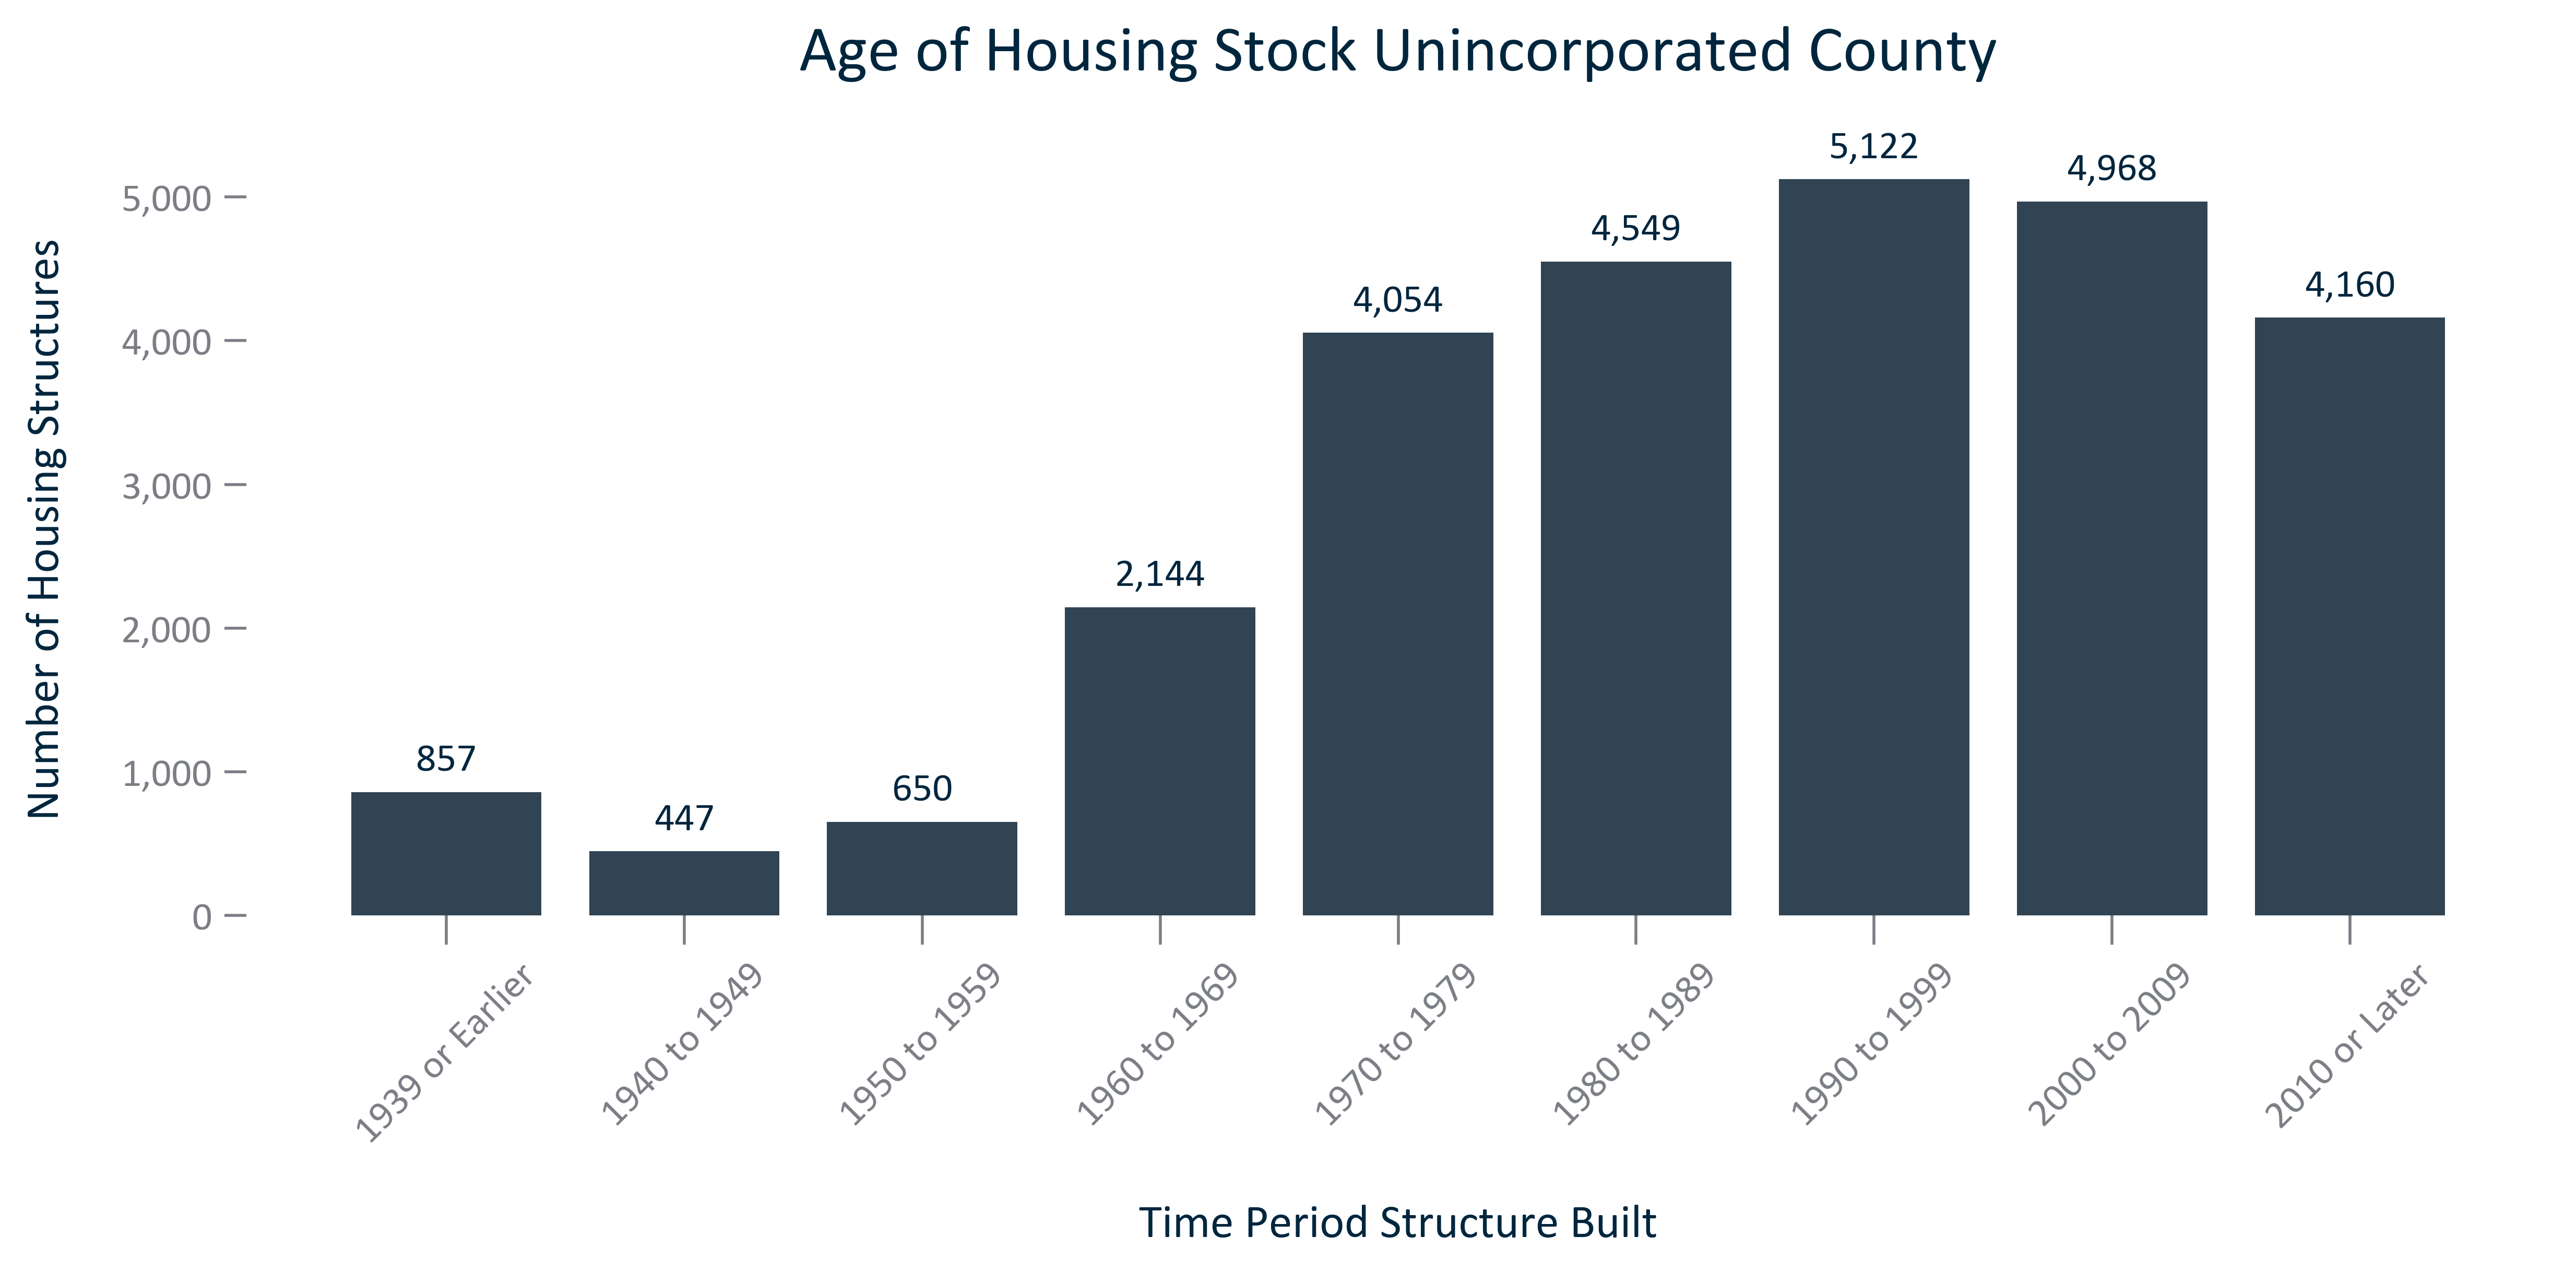 Age of Housing Stock Unincorporated County
Number of Housing Structures
5,000
4,000
3,000
2,000
1,000
0
857
447
650
2,144
4,054
4,549
5,122
4,968
4,160
1939 or Earlier
1940 to 1949
1950 to 1959
1960 to 1969
1970 to 1979
1980 to 1989
1990 to 1999
2000 to 2009
2010 or Later
Time Period Structure Built